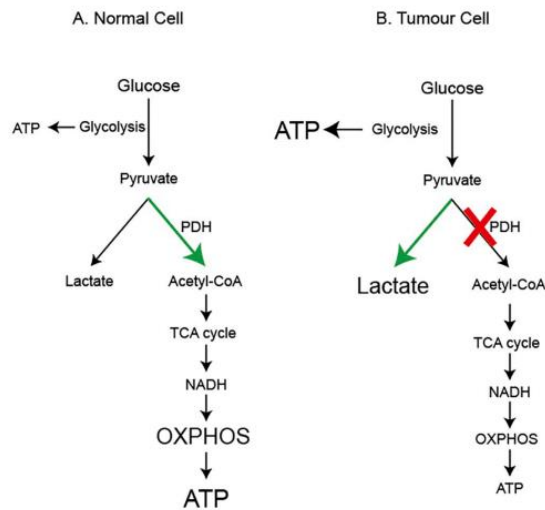 A. Normal Cell
Glucose
ATP
Glycolysis
Pyruvate
PDH
Lactate
Acetyl-CoA
TCA cycle
NADH
OXPHOS
ATP
B. Tumour Cell
Glucose
ATP
Glycolysis
Pyruvate
PDH
Lactate
Acetyl-CoA
TCA cycle
NADH
OXPHOS
ATP